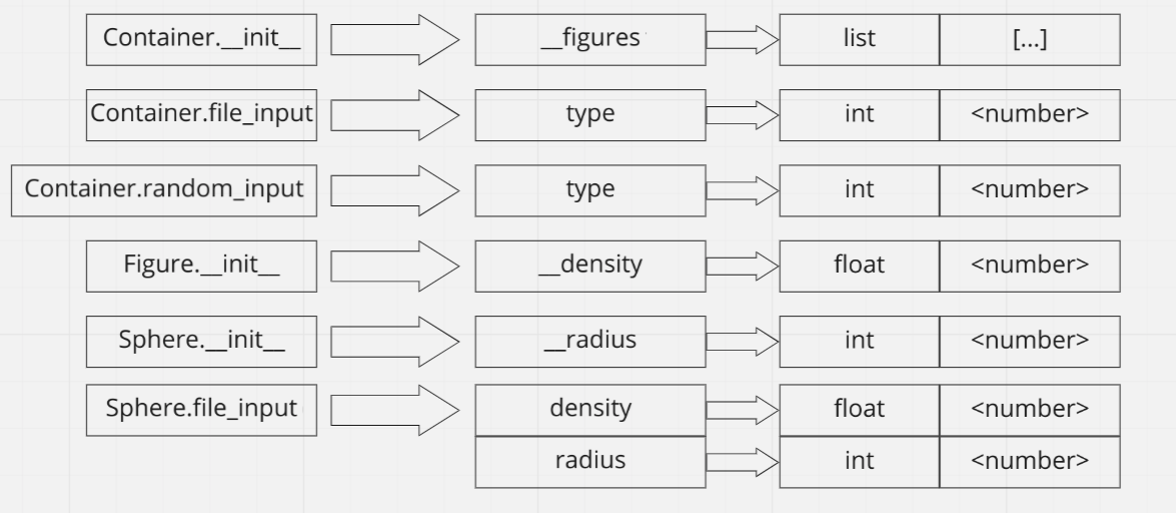 Container.__init__ __figures list [...]
Container.file_input type int <number>
Container.random_input type int <number>
Figure.__init__ __density float <number>
Sphere.__init__ __radius int <number>
Sphere.file_input density float <number>
radius int <number>